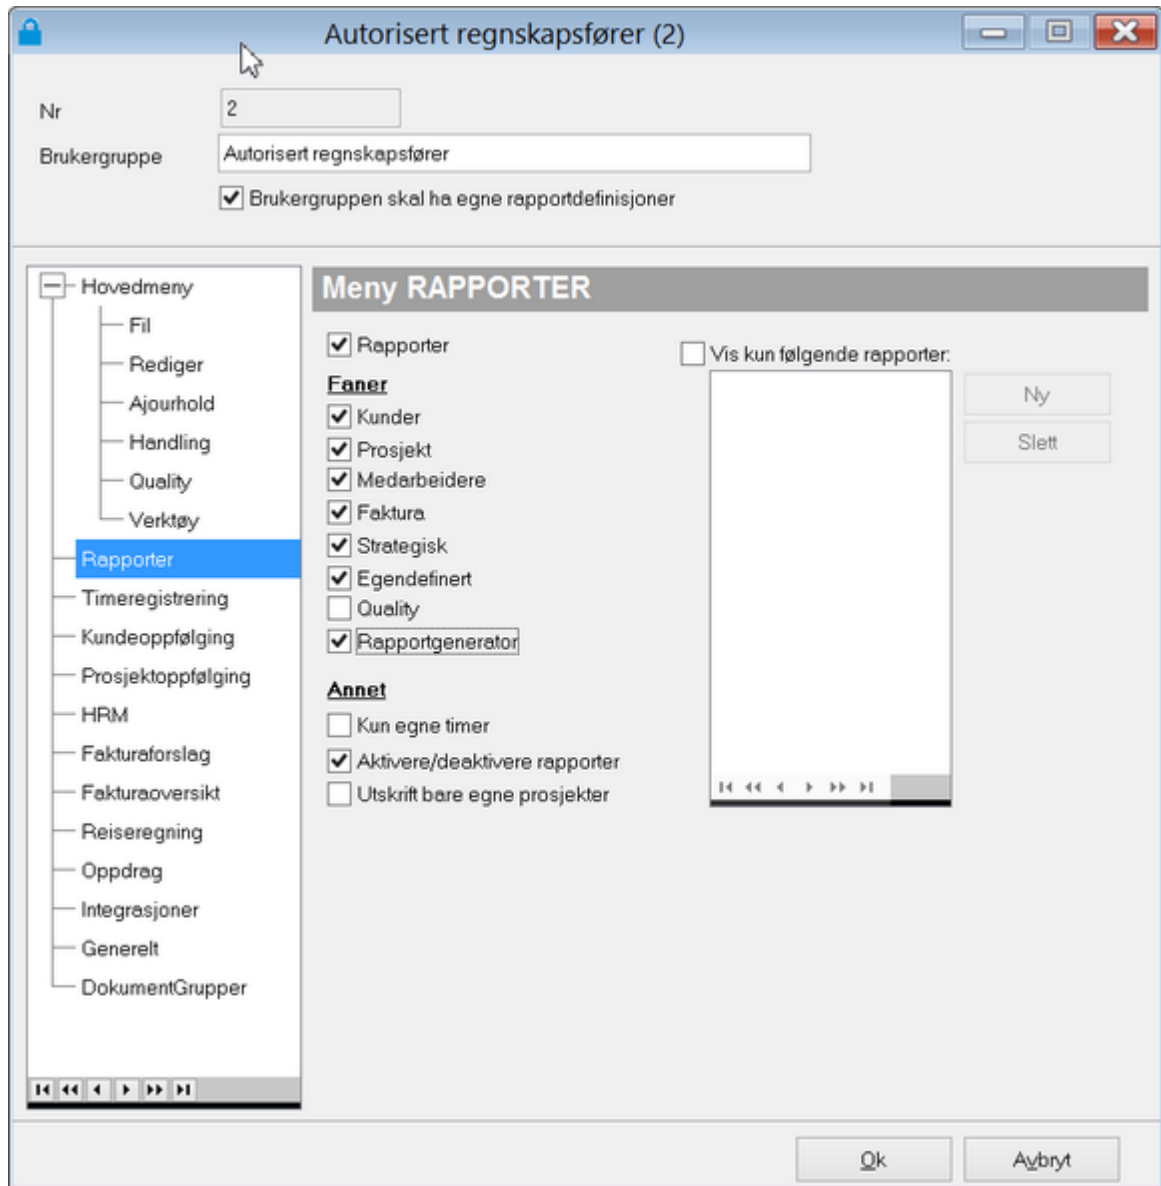 Autorisert regnskapsfører (2)
Nr
2
Brukergruppe
Autorisert regnskapsfører
Brukergruppen skal ha egne rapportdefinisjoner
Hovedmeny
Fil
Rediger
Ajourhold
Handling
Quality
Verktøy
Rapporter
Timeregistrering
Kundeoppfølging
Prosjektoppfølging
HRM
Fakturaforslag
Fakturaoversikt
Reiseregning
Oppdrag
Integrasjoner
Generelt
DokumentGrupper
Meny RAPPORTER
Rapporter
Faner
Kunder
Prosjekt
Medarbeidere
Faktura
Strategisk
Egendefinert
Quality
Rapportgenerator
Annet
Kun egne timer
Aktivere/deaktivere rapporter
Utskrift bare egne prosjekter
Vis kun følgende rapporter:
Ny
Slett
Ok
Avbryt